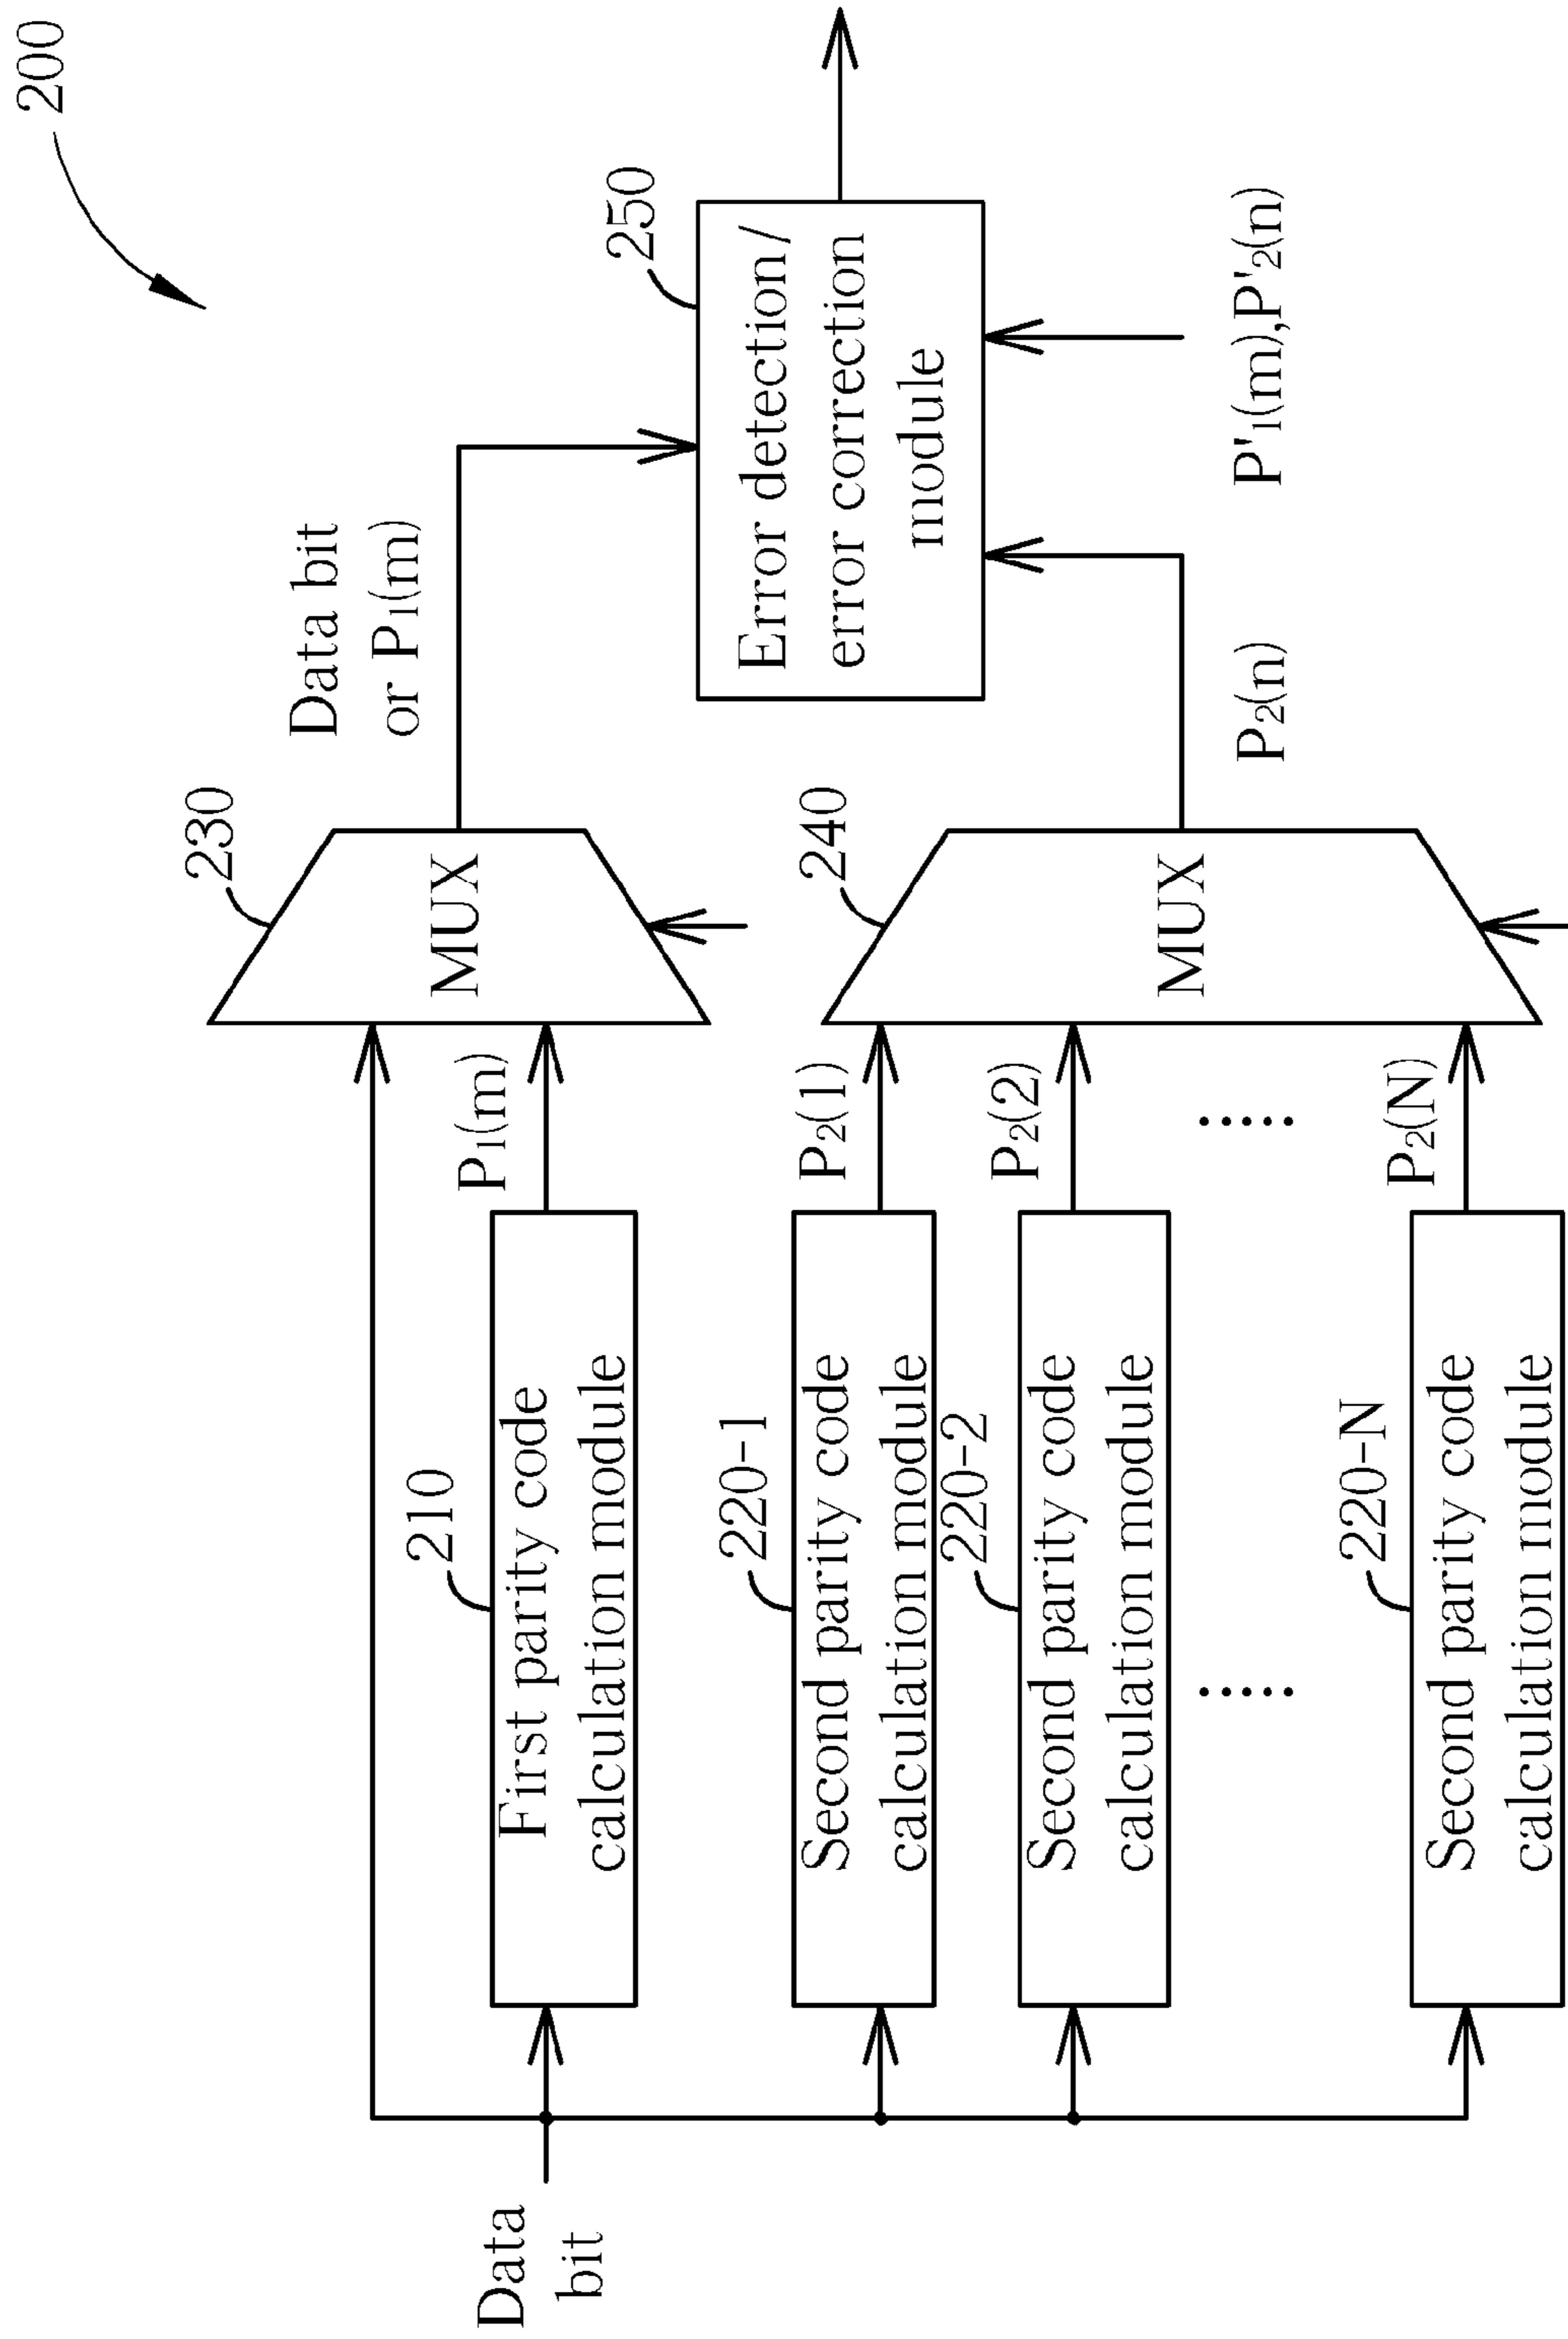 200
Data bit
or P₁(m)
230
MUX
210
First parity code
calculation module
P₁(m)
Data
bit
250
Error detection/
error correction
module
220-1
Second parity code
calculation module
P₂(1)
240
MUX
220-2
Second parity code
calculation module
P₂(2)
.....
.....
P₂(n)
P'₁(m),P'₂(n)
220-N
Second parity code
calculation module
P₂(N)